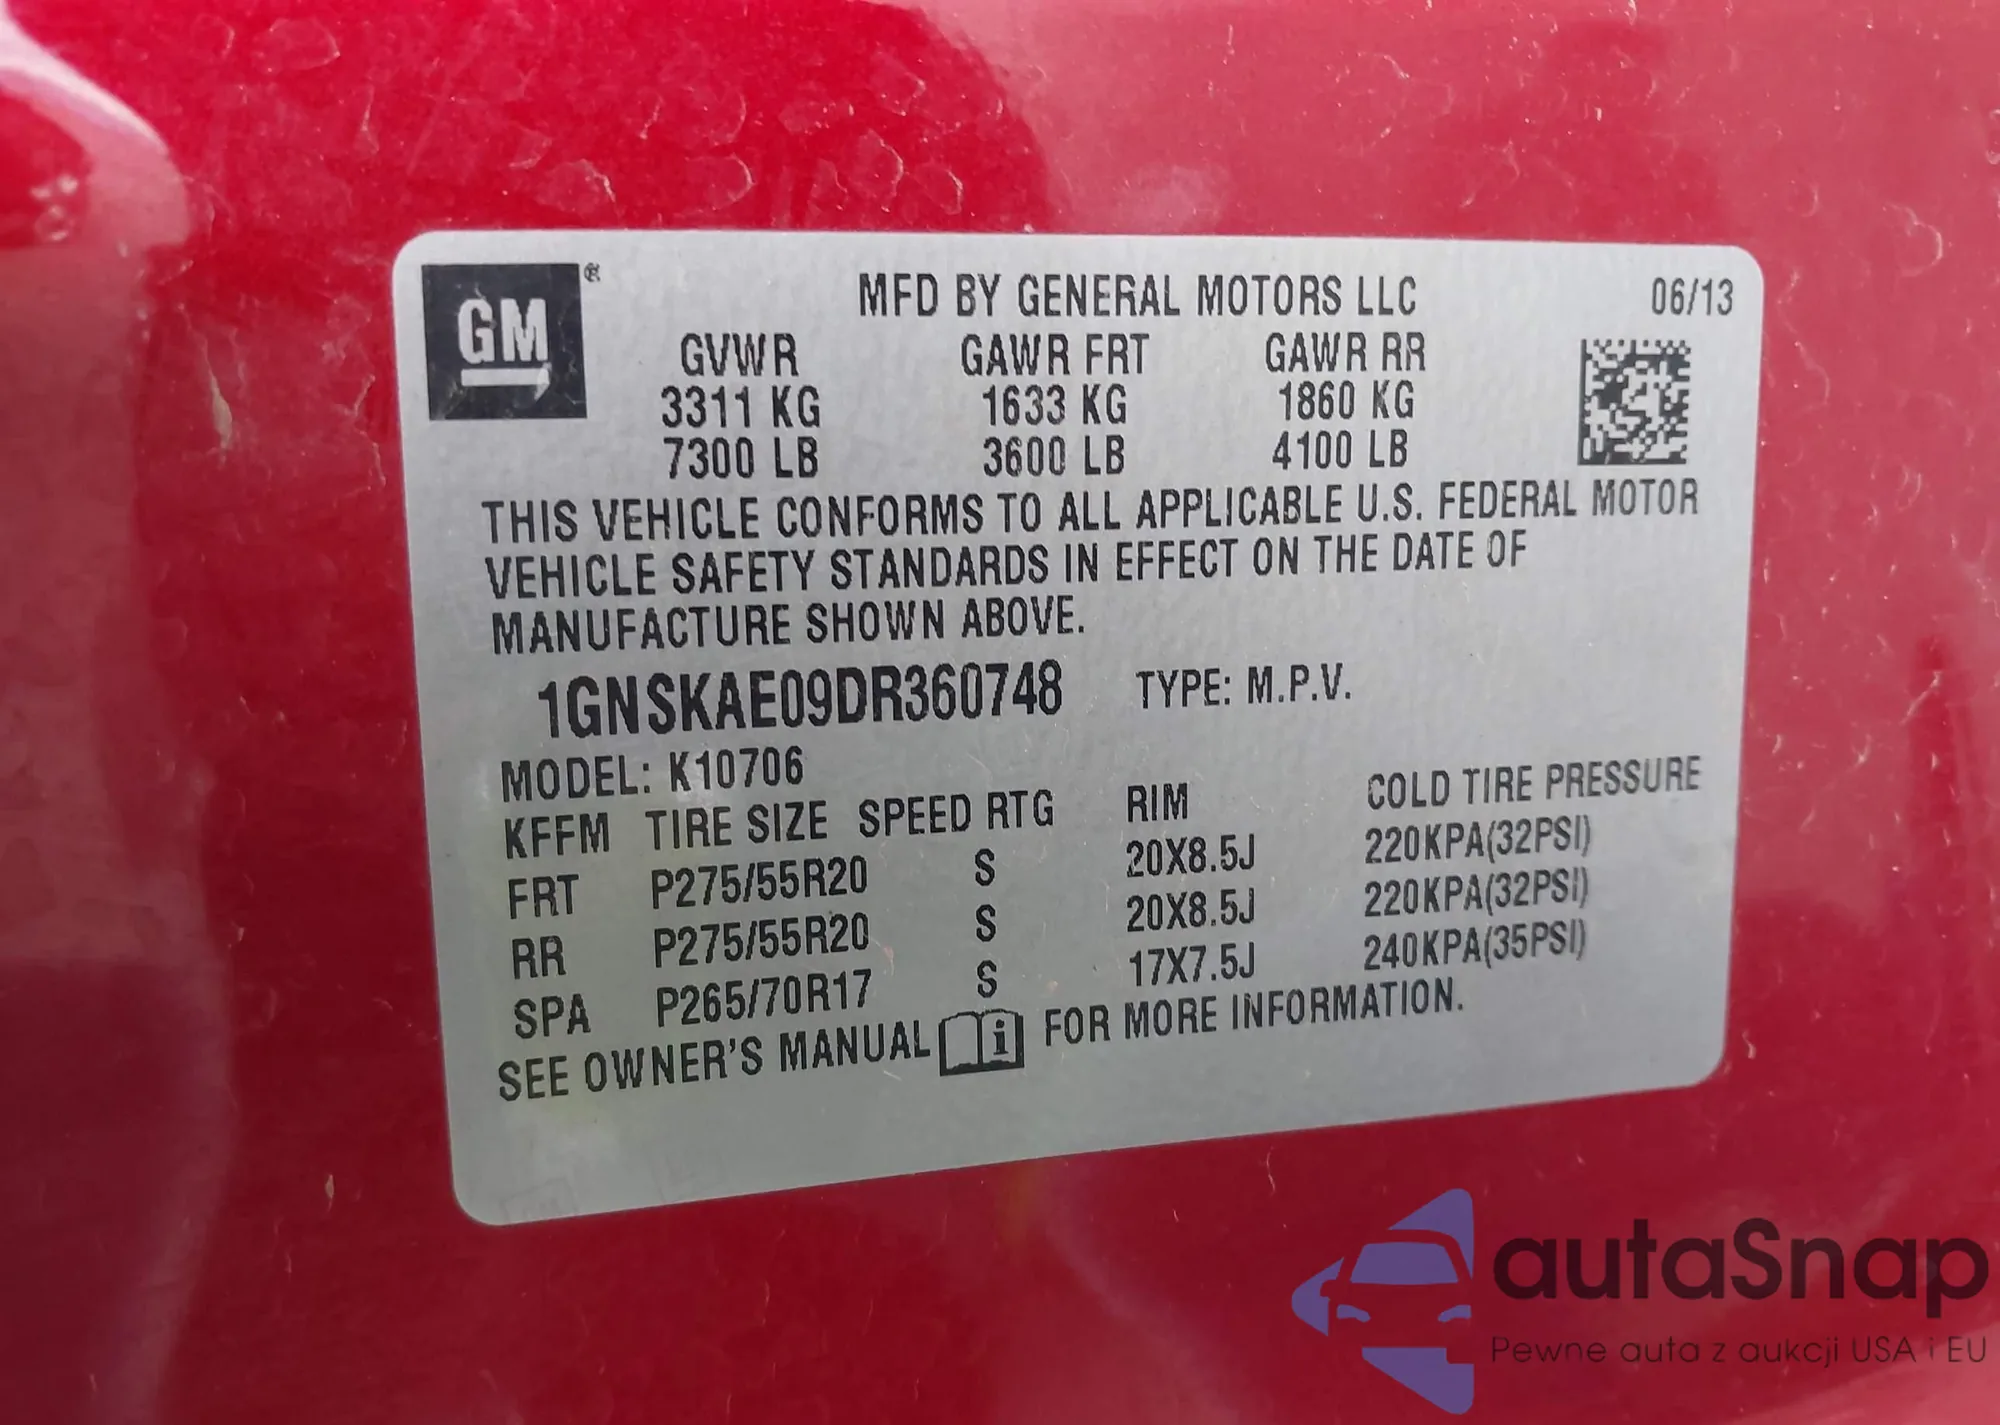 GM ®
MFD BY GENERAL MOTORS LLC 06/13
GVWR GAWR FRT GAWR RR
3311 KG 1633 KG 1860 KG
7300 LB 3600 LB 4100 LB
THIS VEHICLE CONFORMS TO ALL APPLICABLE U.S. FEDERAL MOTOR
VEHICLE SAFETY STANDARDS IN EFFECT ON THE DATE OF
MANUFACTURE SHOWN ABOVE.
1GNSKAE09DR360748 TYPE: M.P.V.
MODEL: K10706
KFFM TIRE SIZE SPEED RTG RIM COLD TIRE PRESSURE
FRT P275/55R20 S 20X8.5J 220KPA(32PSI)
RR P275/55R20 S 20X8.5J 220KPA(32PSI)
SPA P265/70R17 S 17X7.5J 240KPA(35PSI)
SEE OWNER'S MANUAL i FOR MORE INFORMATION.
autaSnap
Pewne auta z aukcji USA i EU